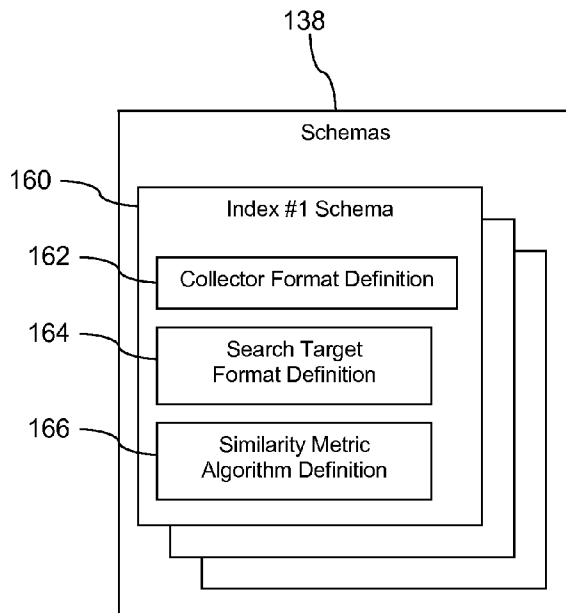 138
Schemas
160
Index #1 Schema
162
Collector Format Definition
164
Search Target
Format Definition
166
Similarity Metric
Algorithm Definition